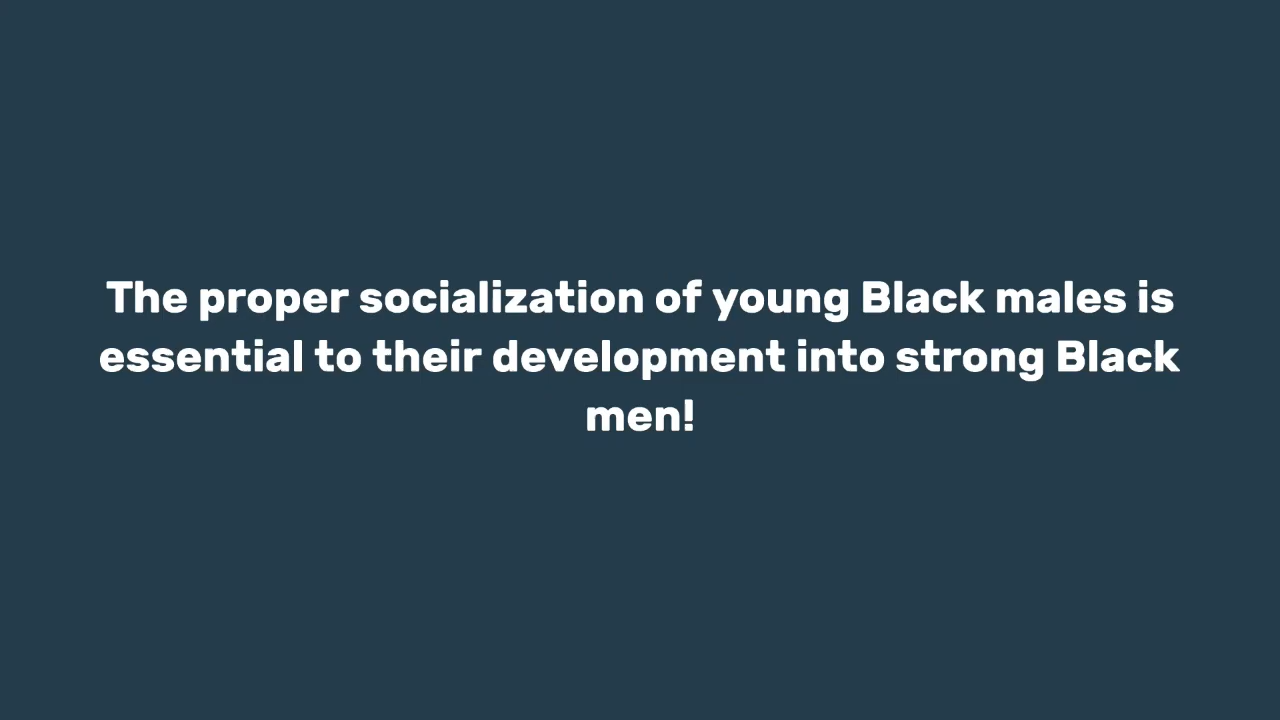 The proper socialization of young Black males is
essential to their development into strong Black
men!